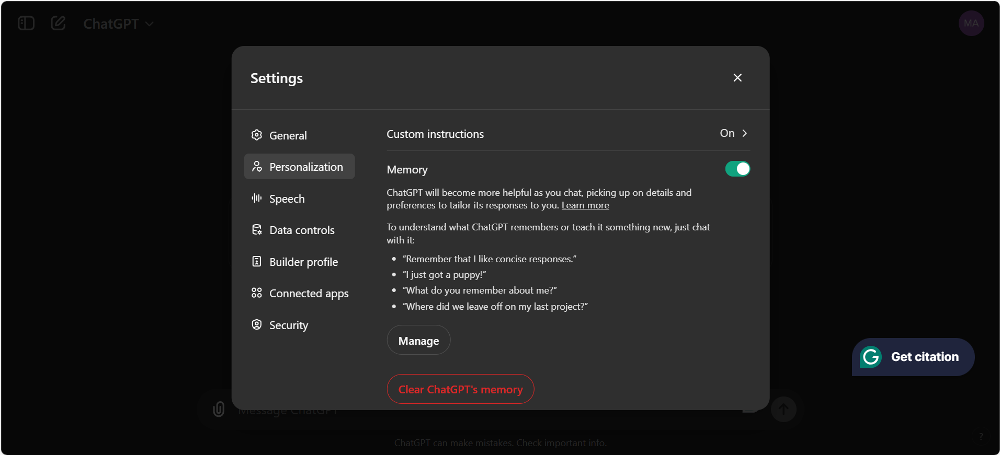 ChatGPT
MA
Settings
General
Personalization
Speech
Data controls
Builder profile
Connected apps
Security
Custom instructions
On
Memory
ChatGPT will become more helpful as you chat, picking up on details and
preferences to tailor its responses to you. Learn more
To understand what ChatGPT remembers or teach it something new, just chat
with it:
• “Remember that I like concise responses.”
• “I just got a puppy!”
• “What do you remember about me?”
• “Where did we leave off on my last project?”
Manage
Clear ChatGPT's memory
Get citation
Message ChatGPT
ChatGPT can make mistakes. Check important info.
?